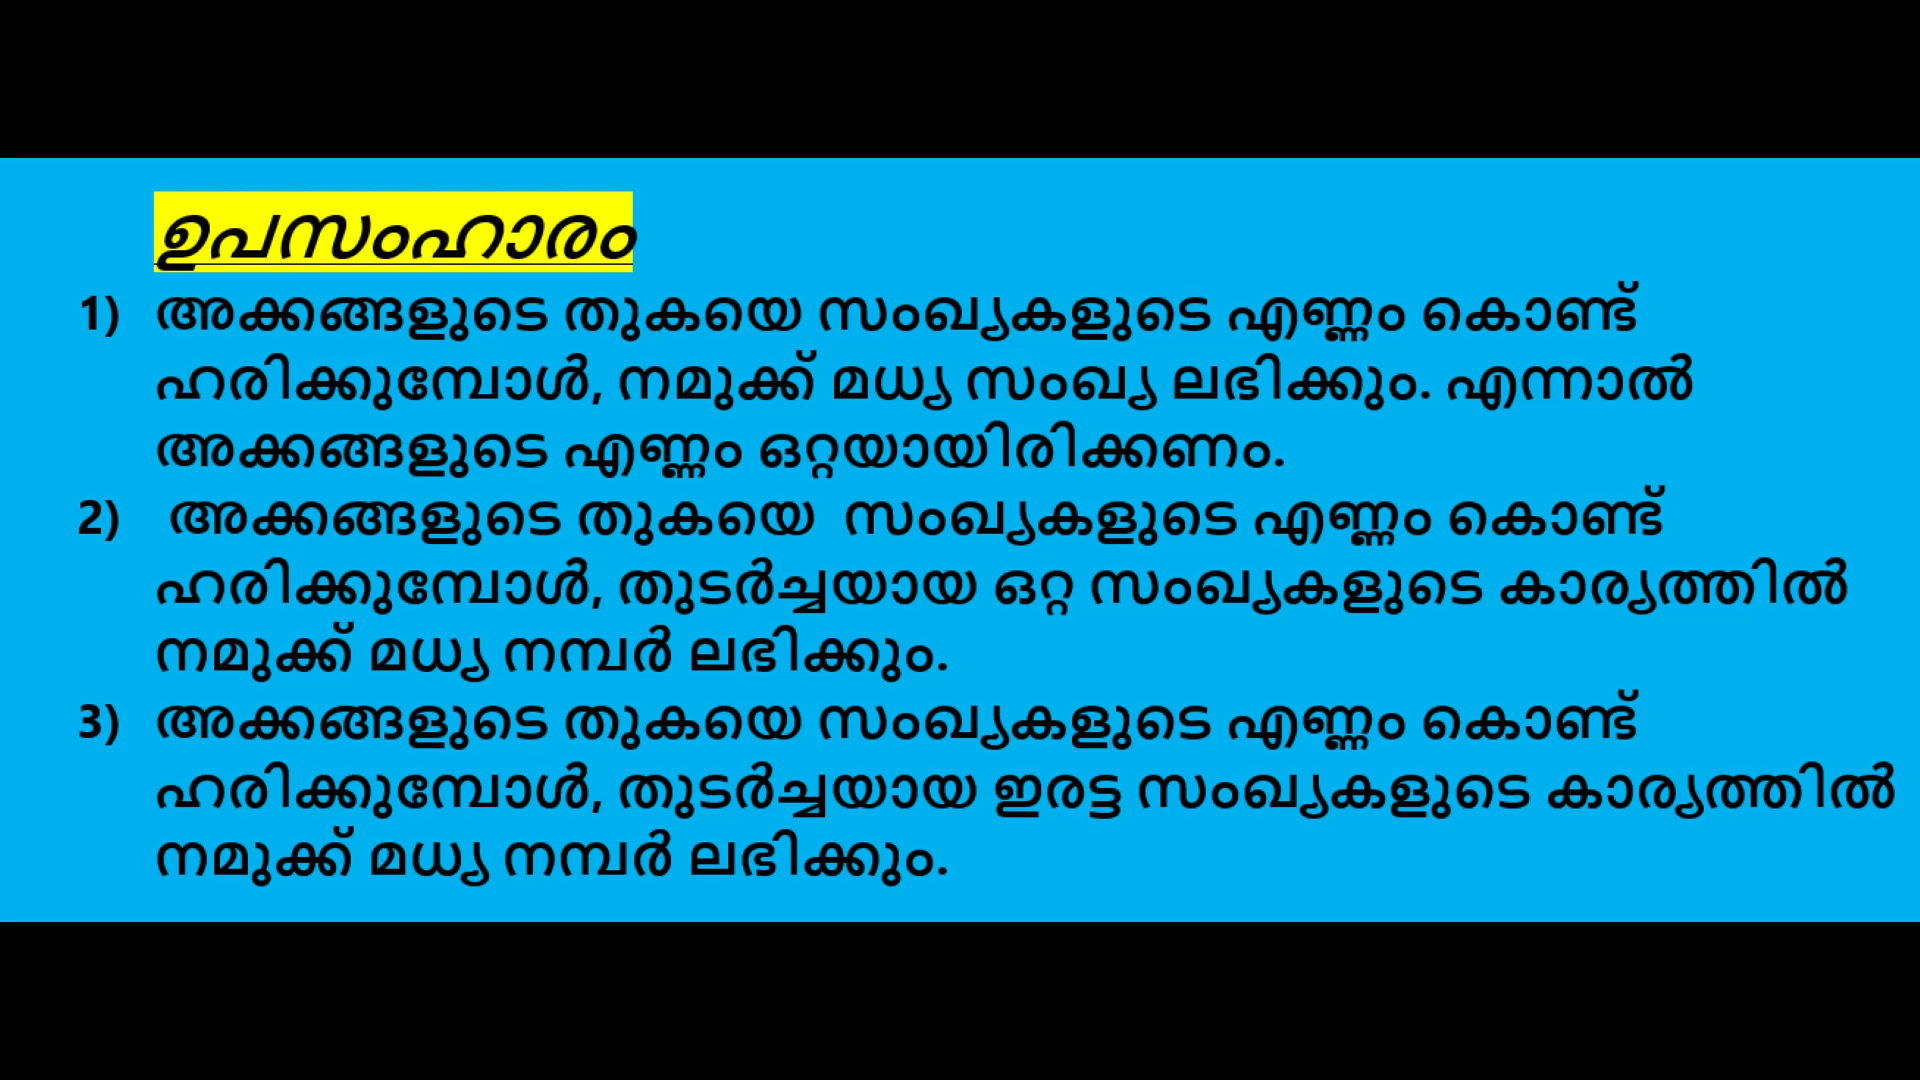 ഉപസംഹാരം
1) അക്കങ്ങളുടെ തുകയെ സംഖ്യകളുടെ എണ്ണം കൊണ്ട്
ഹരിക്കുമ്പോൾ, നമുക്ക് മധ്യ സംഖ്യ ലഭിക്കും. എന്നാൽ
അക്കങ്ങളുടെ എണ്ണം ഒറ്റയായിരിക്കണം.
2) അക്കങ്ങളുടെ തുകയെ സംഖ്യകളുടെ എണ്ണം കൊണ്ട്
ഹരിക്കുമ്പോൾ, തുടർച്ചയായ ഒറ്റ സംഖ്യകളുടെ കാര്യത്തിൽ
നമുക്ക് മധ്യ നമ്പർ ലഭിക്കും.
3) അക്കങ്ങളുടെ തുകയെ സംഖ്യകളുടെ എണ്ണം കൊണ്ട്
ഹരിക്കുമ്പോൾ, തുടർച്ചയായ ഇരട്ട സംഖ്യകളുടെ കാര്യത്തിൽ
നമുക്ക് മധ്യ നമ്പർ ലഭിക്കും.